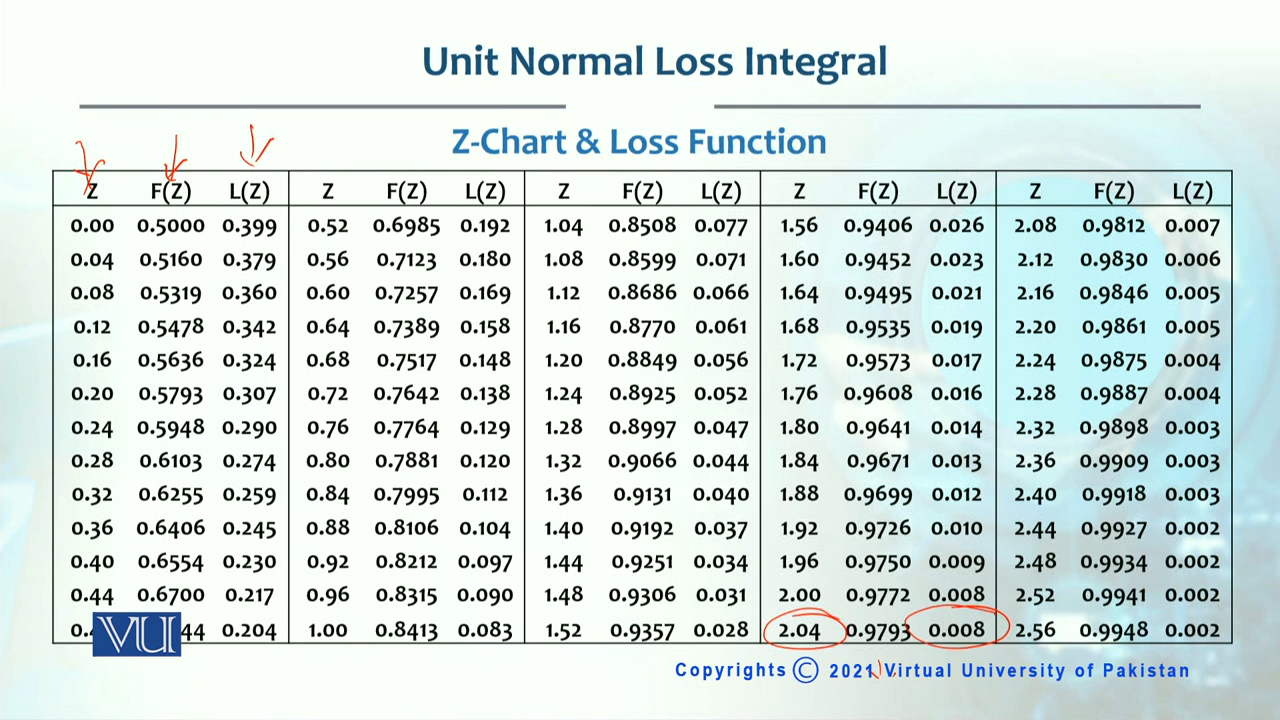 Unit Normal Loss Integral
Z-Chart & Loss Function
Z F(Z) L(Z) Z F(Z) L(Z) Z F(Z) L(Z) Z F(Z) L(Z) Z F(Z) L(Z)
0.00 0.5000 0.399 0.52 0.6985 0.192 1.04 0.8508 0.077 1.56 0.9406 0.026 2.08 0.9812 0.007
0.04 0.5160 0.379 0.56 0.7123 0.180 1.08 0.8599 0.071 1.60 0.9452 0.023 2.12 0.9830 0.006
0.08 0.5319 0.360 0.60 0.7257 0.169 1.12 0.8686 0.066 1.64 0.9495 0.021 2.16 0.9846 0.005
0.12 0.5478 0.342 0.64 0.7389 0.158 1.16 0.8770 0.061 1.68 0.9535 0.019 2.20 0.9861 0.005
0.16 0.5636 0.324 0.68 0.7517 0.148 1.20 0.8849 0.056 1.72 0.9573 0.017 2.24 0.9875 0.004
0.20 0.5793 0.307 0.72 0.7642 0.138 1.24 0.8925 0.052 1.76 0.9608 0.016 2.28 0.9887 0.004
0.24 0.5948 0.290 0.76 0.7764 0.129 1.28 0.8997 0.047 1.80 0.9641 0.014 2.32 0.9898 0.003
0.28 0.6103 0.274 0.80 0.7881 0.120 1.32 0.9066 0.044 1.84 0.9671 0.013 2.36 0.9909 0.003
0.32 0.6255 0.259 0.84 0.7995 0.112 1.36 0.9131 0.040 1.88 0.9699 0.012 2.40 0.9918 0.003
0.36 0.6406 0.245 0.88 0.8106 0.104 1.40 0.9192 0.037 1.92 0.9726 0.010 2.44 0.9927 0.002
0.40 0.6554 0.230 0.92 0.8212 0.097 1.44 0.9251 0.034 1.96 0.9750 0.009 2.48 0.9934 0.002
0.44 0.6700 0.217 0.96 0.8315 0.090 1.48 0.9306 0.031 2.00 0.9772 0.008 2.52 0.9941 0.002
VU 0.204 1.00 0.8413 0.083 1.52 0.9357 0.028 2.04 0.9793 0.008 2.56 0.9948 0.002
Copyrights © 2021 Virtual University of Pakistan